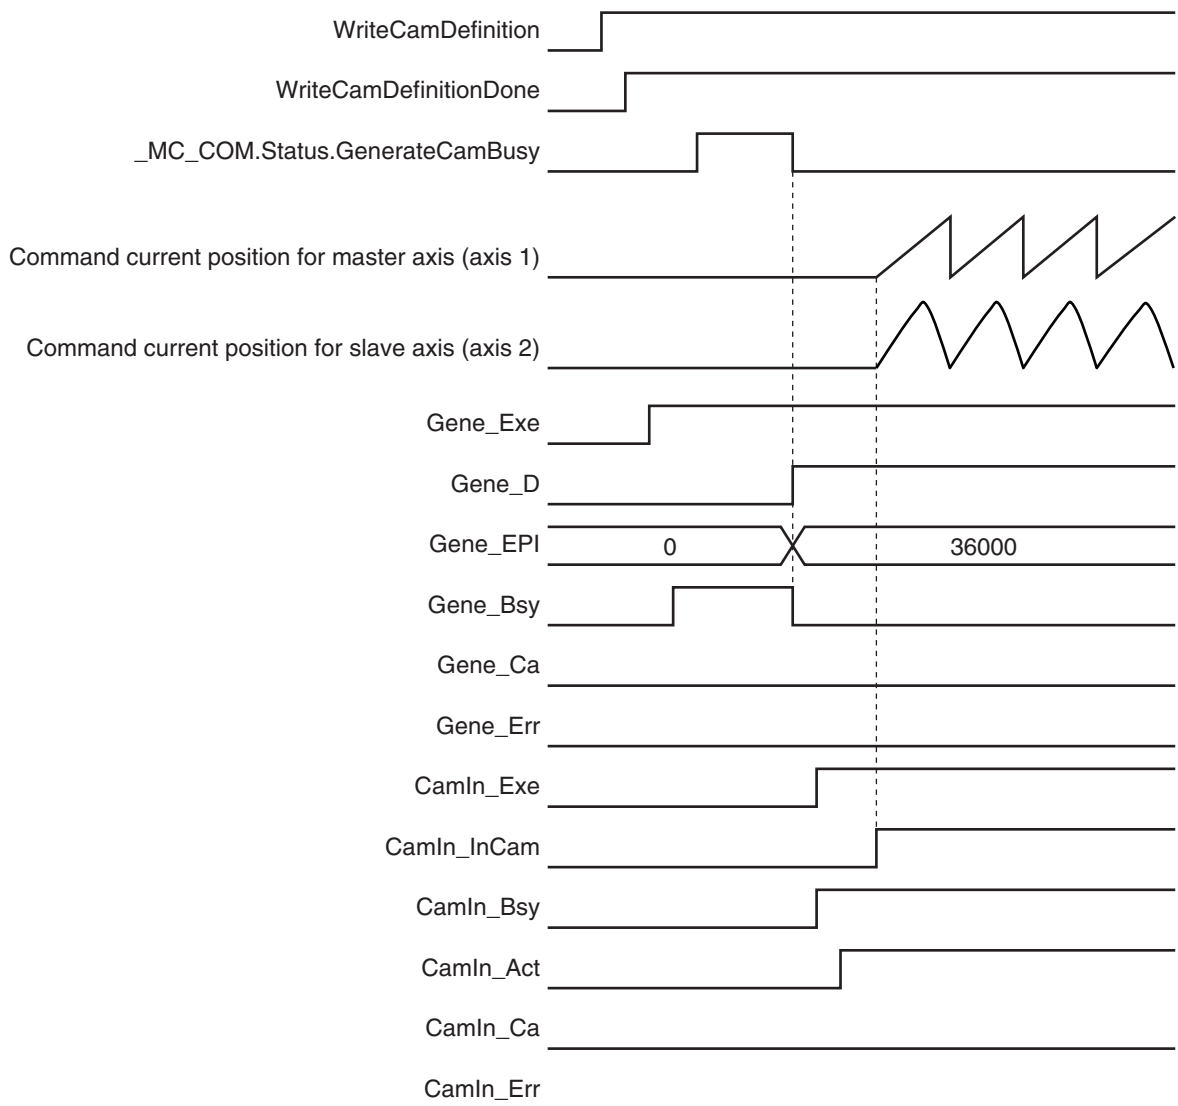 WriteCamDefinition
WriteCamDefinitionDone
_MC_COM.Status.GenerateCamBusy
Command current position for master axis (axis 1)
Command current position for slave axis (axis 2)
Gene_Exe
Gene_D
Gene_EPI 0 36000
Gene_Bsy
Gene_Ca
Gene_Err
CamIn_Exe
CamIn_InCam
CamIn_Bsy
CamIn_Act
CamIn_Ca
CamIn_Err